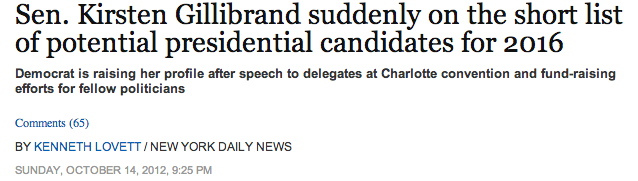 Sen. Kirsten Gillibrand suddenly on the short list
of potential presidential candidates for 2016
Democrat is raising her profile after speech to delegates at Charlotte convention and fund-raising
efforts for fellow politicians
Comments (65)
BY KENNETH LOVETT / NEW YORK DAILY NEWS
SUNDAY, OCTOBER 14, 2012, 9:25 PM